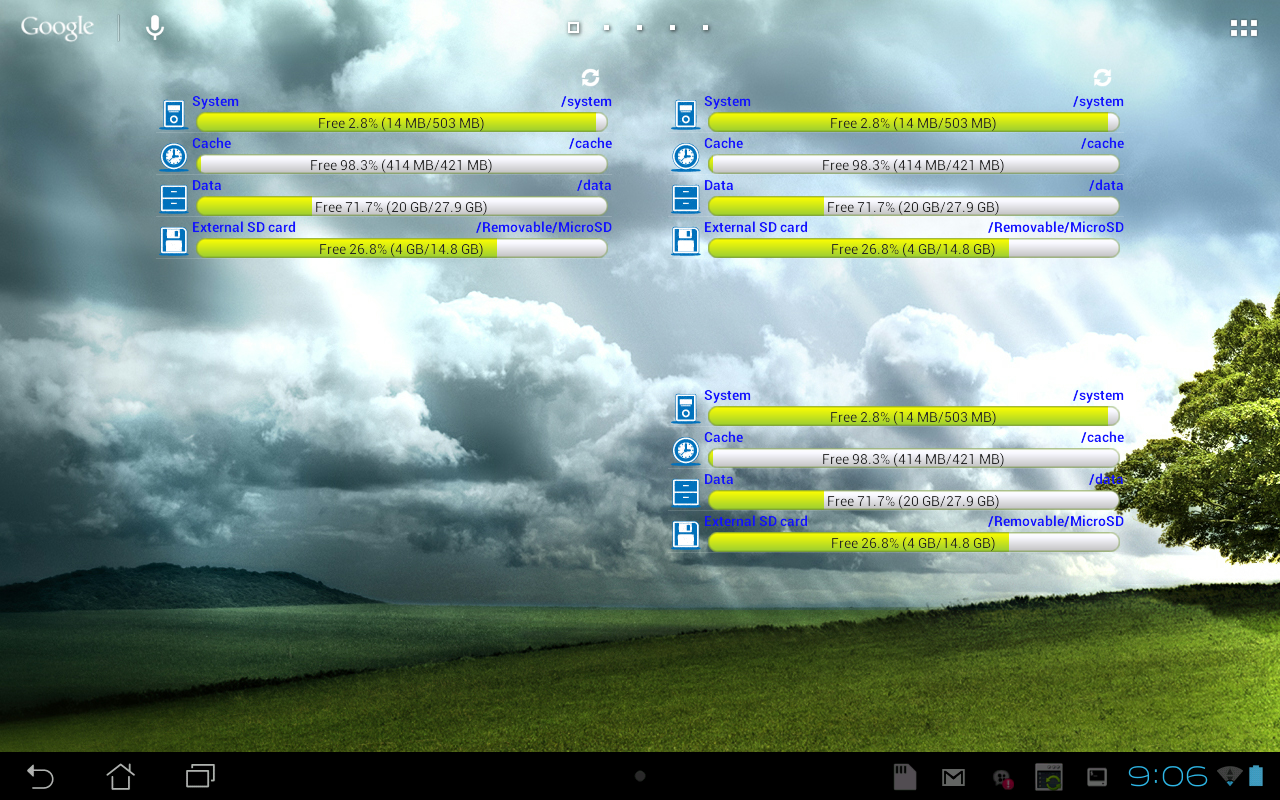 Google
System /system
Free 2.8% (14 MB/503 MB)
Cache /cache
Free 98.3% (414 MB/421 MB)
Data /data
Free 71.7% (20 GB/27.9 GB)
External SD card /Removable/MicroSD
Free 26.8% (4 GB/14.8 GB)
System /system
Free 2.8% (14 MB/503 MB)
Cache /cache
Free 98.3% (414 MB/421 MB)
Data /data
Free 71.7% (20 GB/27.9 GB)
External SD card /Removable/MicroSD
Free 26.8% (4 GB/14.8 GB)
System /system
Free 2.8% (14 MB/503 MB)
Cache /cache
Free 98.3% (414 MB/421 MB)
Data /data
Free 71.7% (20 GB/27.9 GB)
External SD card /Removable/MicroSD
Free 26.8% (4 GB/14.8 GB)
1
9:06